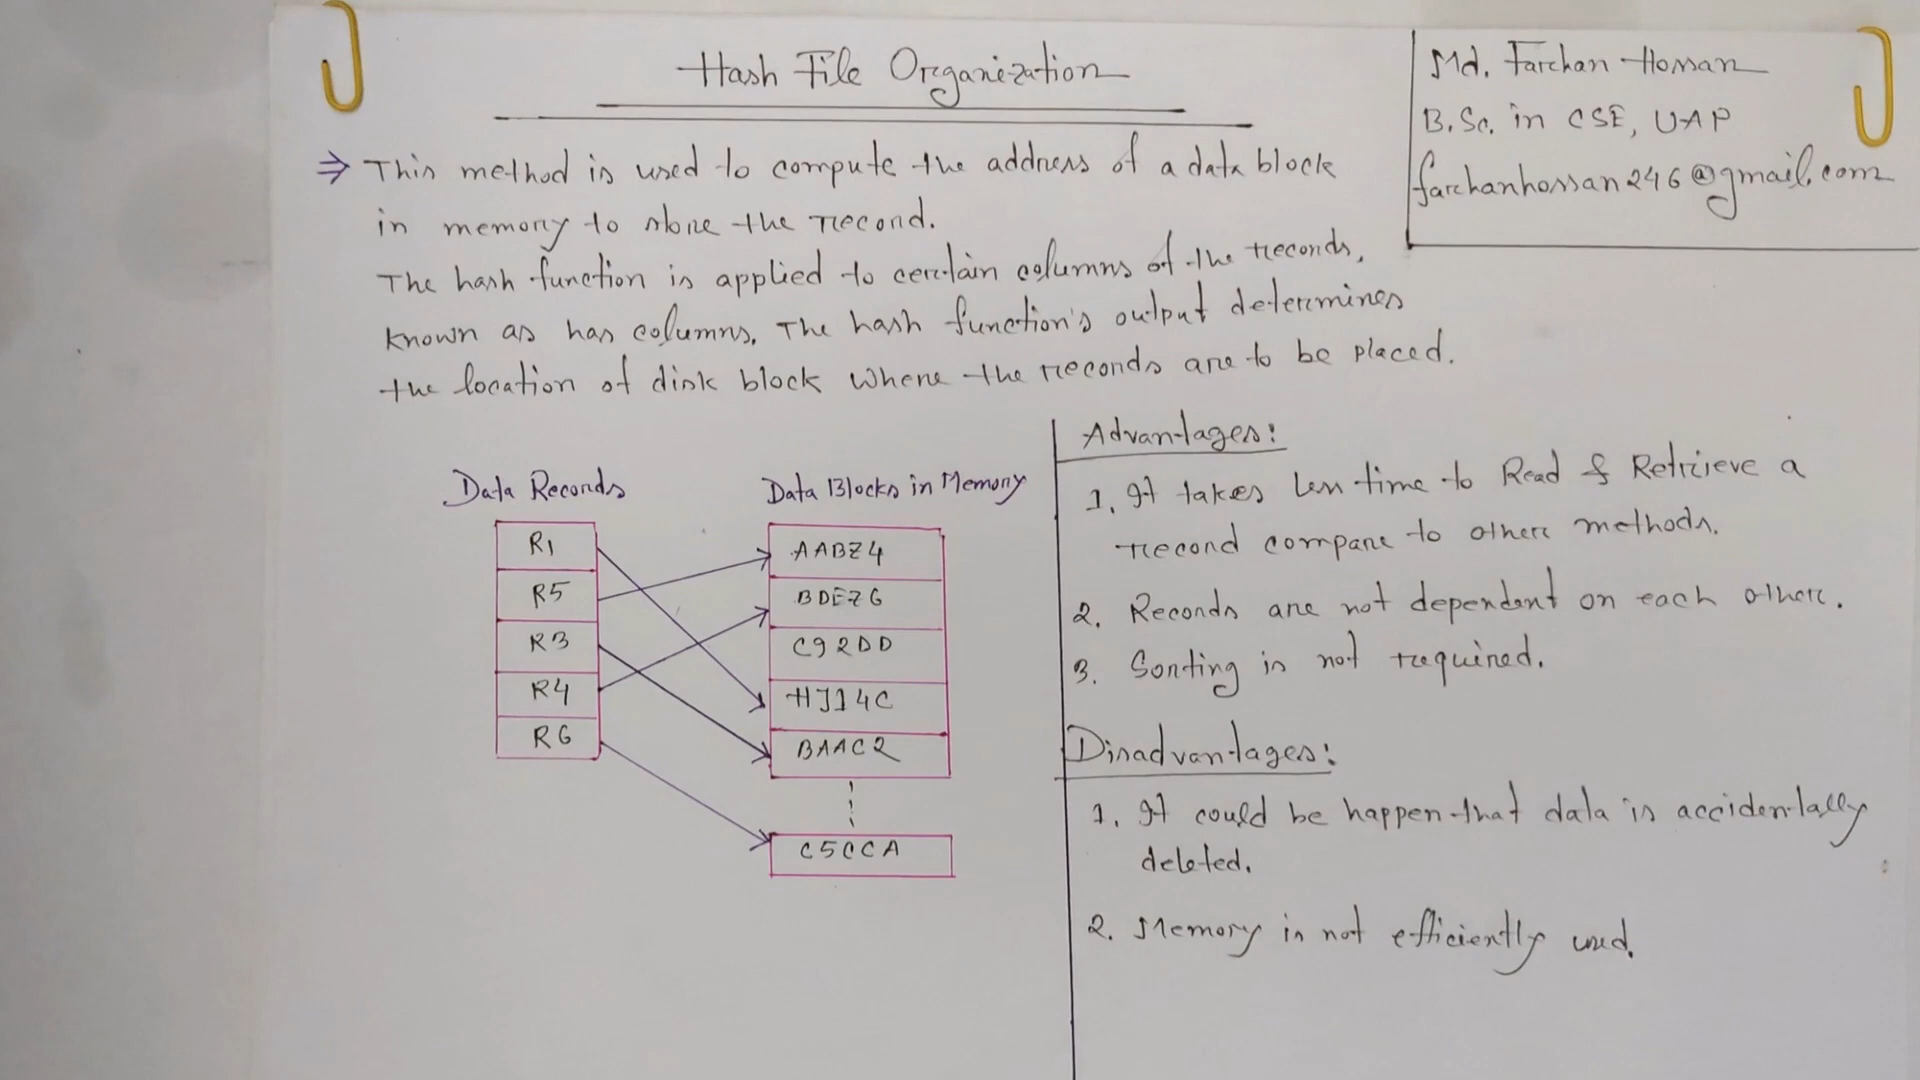 Hash File Organization
Md. Farhan Hossan
B.Sc. in CSE, UAP
farhanhossan246@gmail.com
⇒ This method is used to compute the address of a data block
in memory to store the record.
The hash function is applied to certain columns of the records,
known as has columns. The hash function's output determines
the location of disk block where the records are to be placed.
Data Records
R1
R5
R3
R4
R6
Data Blocks in Memory
AABZ4
BDEZ6
C92DD
HJ14C
BAAC2
C5CCA
Advantages:
1. It takes less time to Read & Retrieve a
record compare to other methods.
2. Records are not dependent on each other.
3. Sorting is not required.
Disadvantages:
1. It could be happen that data is accidentally
deleted.
2. Memory is not efficiently used.